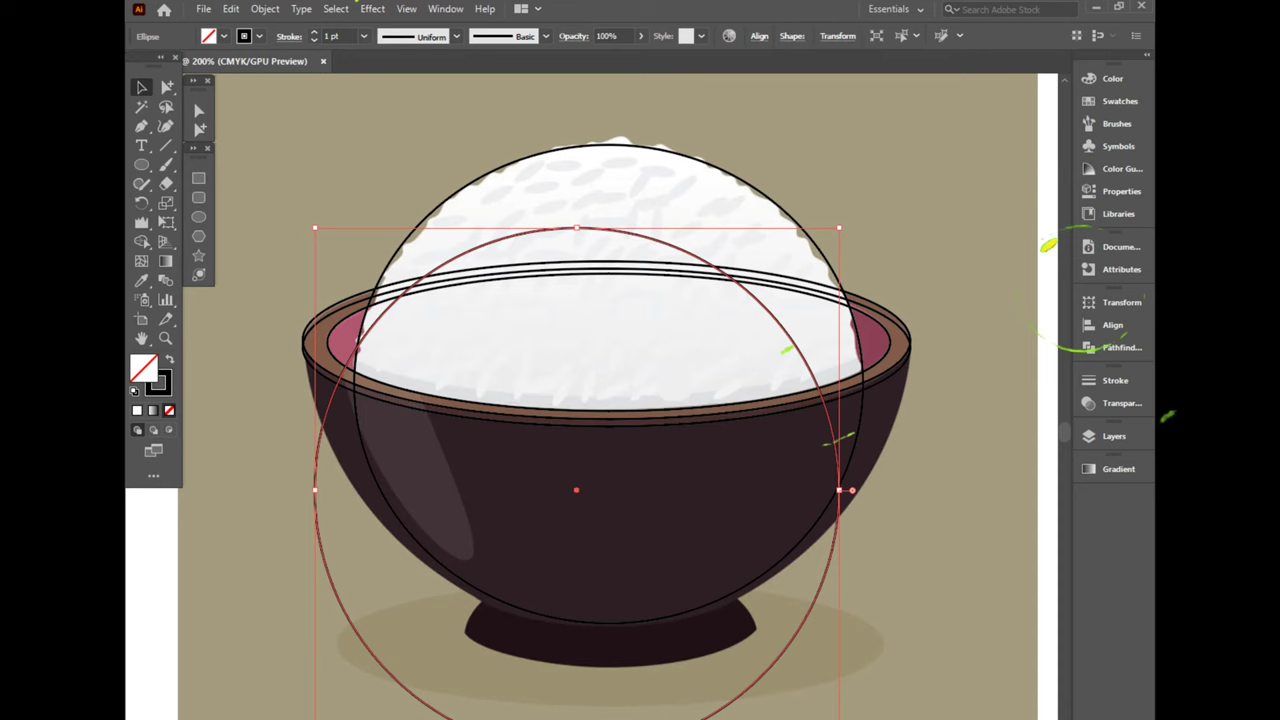 Ai File Edit Object Type Select Effect View Window Help Essentials Search Adobe Stock
Ellipse Stroke: 1 pt Uniform Basic Opacity: 100% Style: Align Shape: Transform
@ 200% (CMYK/GPU Preview)
Color
Swatches
Brushes
Symbols
Color Gu...
Properties
Libraries
Docume...
Attributes
Transform
Align
Pathfind...
Stroke
Transpar...
Layers
Gradient